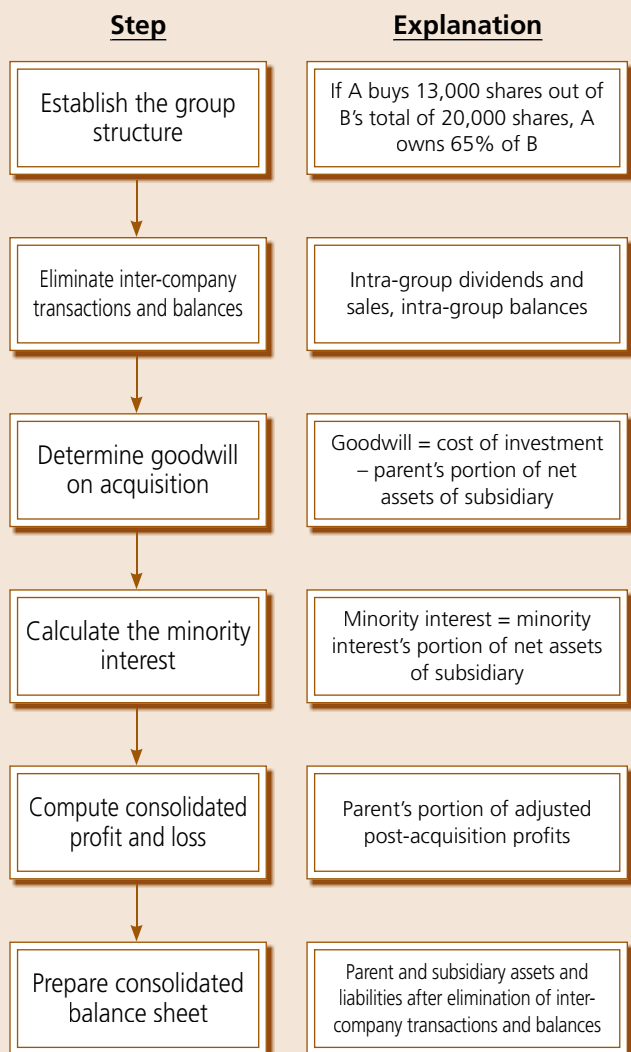 Step
Explanation
Establish the group
structure
If A buys 13,000 shares out of
B’s total of 20,000 shares, A
owns 65% of B
Eliminate inter-company
transactions and balances
Intra-group dividends and
sales, intra-group balances
Determine goodwill
on acquisition
Goodwill = cost of investment
– parent’s portion of net
assets of subsidiary
Calculate the minority
interest
Minority interest = minority
interest’s portion of net assets
of subsidiary
Compute consolidated
profit and loss
Parent’s portion of adjusted
post-acquisition profits
Prepare consolidated
balance sheet
Parent and subsidiary assets and
liabilities after elimination of inter-
company transactions and balances